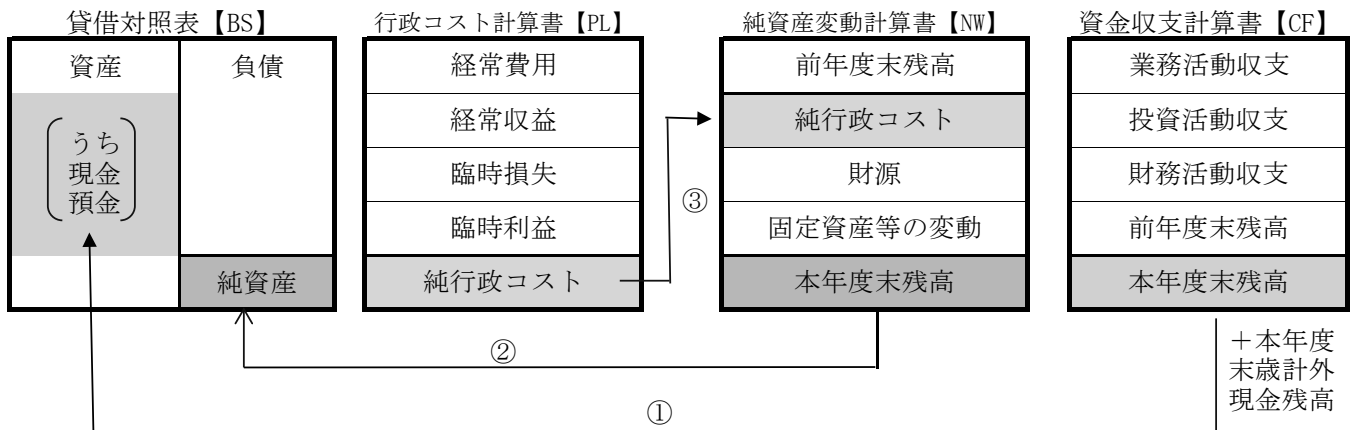 貸借対照表【BS】
資産
負債
うち
現金
預金
純資産
行政コスト計算書【PL】
経常費用
経常収益
臨時損失
臨時利益
純行政コスト
③
純資産変動計算書【NW】
前年度末残高
純行政コスト
財源
固定資産等の変動
本年度末残高
資金収支計算書【CF】
業務活動収支
投資活動収支
財務活動収支
前年度末残高
本年度末残高
②
①
＋本年度
末歳計外
現金残高